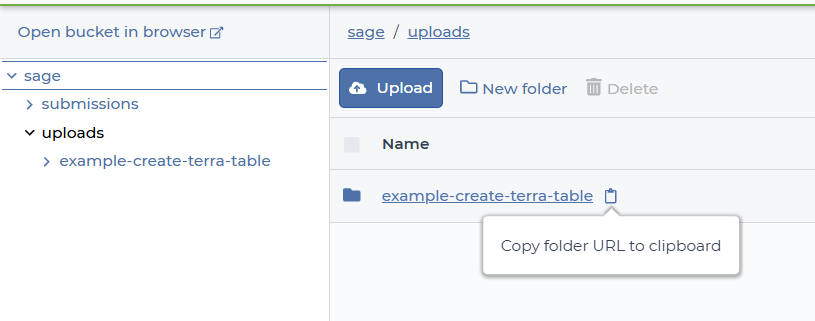 Open bucket in browser
sage / uploads
sage
submissions
uploads
example-create-terra-table
Upload
New folder
Delete
Name
example-create-terra-table
Copy folder URL to clipboard